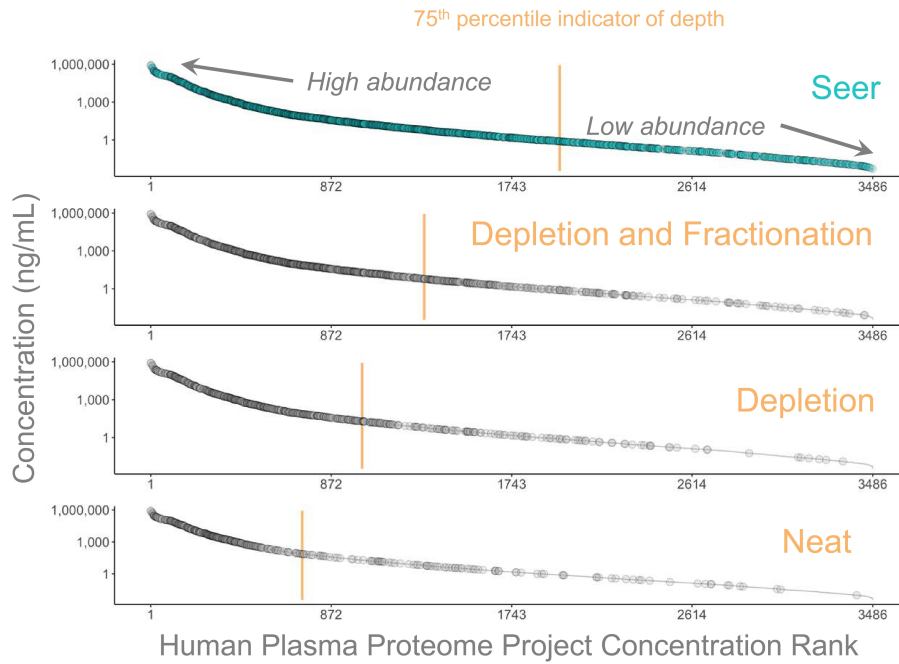 75th percentile indicator of depth
1,000,000
1,000
1
High abundance
Seer
Low abundance
1 872 1743 2614 3486
1,000,000
1,000
1
Depletion and Fractionation
1 872 1743 2614 3486
1,000,000
1,000
1
Depletion
1 872 1743 2614 3486
1,000,000
1,000
1
Neat
1 872 1743 2614 3486
Concentration (ng/mL)
Human Plasma Proteome Project Concentration Rank